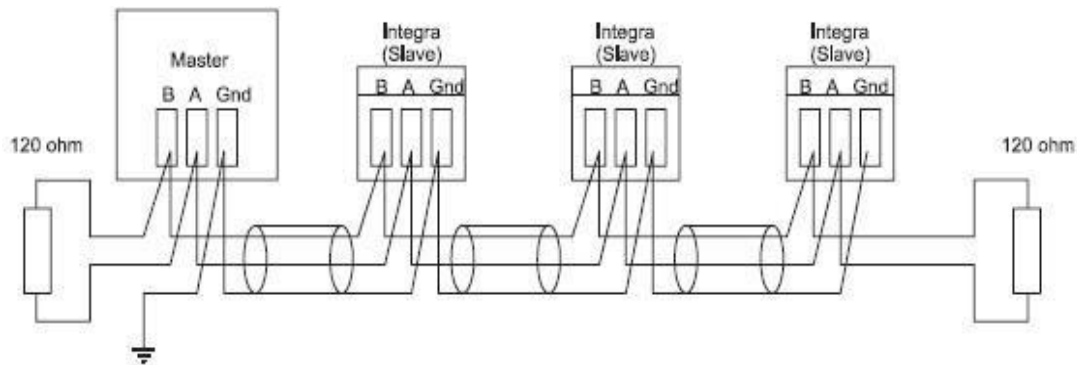 Master
B A Gnd
Integra
(Slave)
B A Gnd
Integra
(Slave)
B A Gnd
Integra
(Slave)
B A Gnd
120 ohm
120 ohm